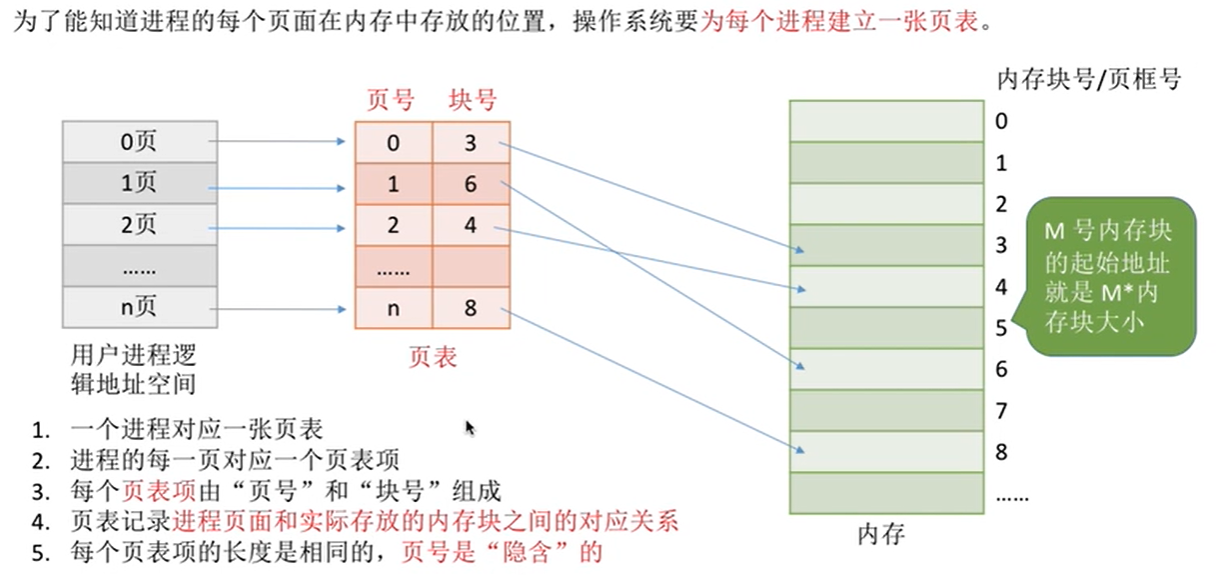 为了能知道进程的每个页面在内存中存放的位置，操作系统要为每个进程建立一张页表。
内存块号/页框号
页号 块号
0页
1页
2页
……
n页
0 3
1 6
2 4
……
n 8
用户进程逻
辑地址空间
页表
0
1
2
3
4
5
6
7
8
……
内存
M 号内存块
的起始地址
就是 M*内
存块大小
1. 一个进程对应一张页表
2. 进程的每一页对应一个页表项
3. 每个页表项由“页号”和“块号”组成
4. 页表记录进程页面和实际存放的内存块之间的对应关系
5. 每个页表项的长度是相同的，页号是“隐含”的